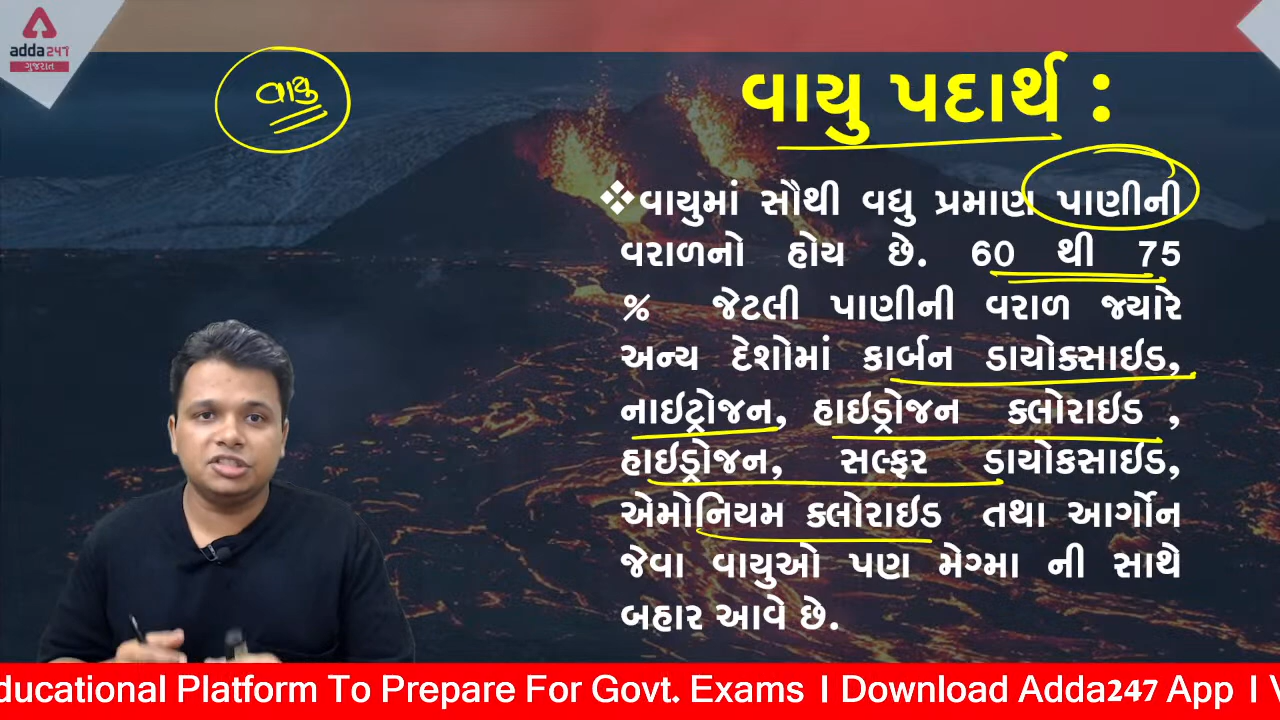 adda247
ગુજરાત
વાયુ
વાયુ પદાર્થ :
❖વાયુમાં સૌથી વધુ પ્રમાણ પાણીની
વરાળનો હોય છે. 60 થી 75
% જેટલી પાણીની વરાળ જ્યારે
અન્ય દેશોમાં કાર્બન ડાયોક્સાઇડ,
નાઇટ્રોજન, હાઇડ્રોજન ક્લોરાઇડ ,
હાઇડ્રોજન, સલ્ફર ડાયોકસાઇડ,
એમોનિયમ ક્લોરાઇડ તથા આર્ગોન
જેવા વાયુઓ પણ મેગ્મા ની સાથે
બહાર આવે છે.
ducational Platform To Prepare For Govt. Exams I Download Adda247 App I V